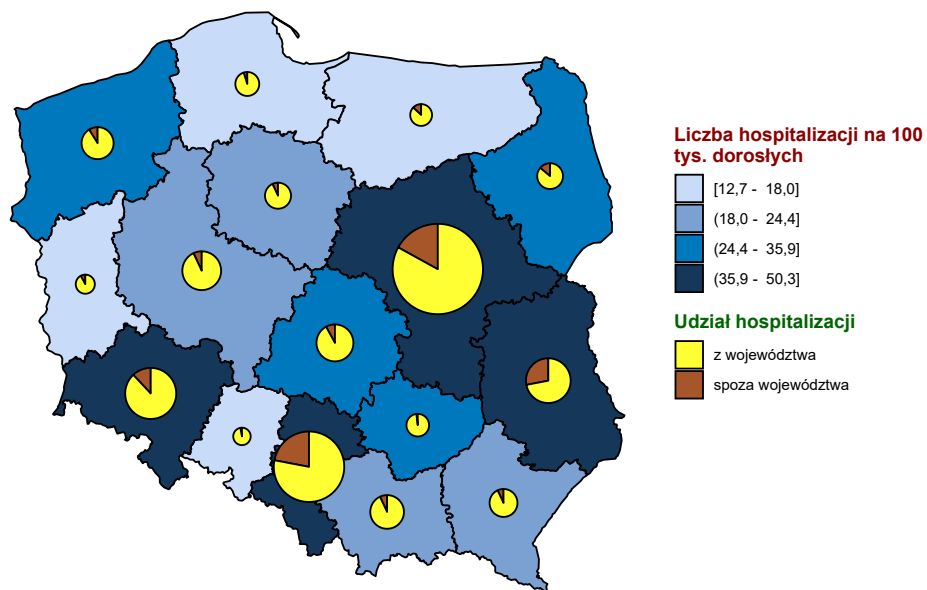 Liczba hospitalizacji na 100
tys. dorosłych
[12,7 - 18,0]
(18,0 - 24,4]
(24,4 - 35,9]
(35,9 - 50,3]
Udział hospitalizacji
z województwa
spoza województwa